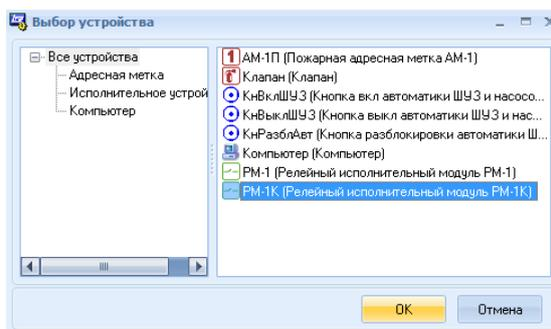 Выбор устройства
Все устройства
Адресная метка
Исполнительное устрой
Компьютер
1 АМ-1П (Пожарная адресная метка АМ-1)
Клапан (Клапан)
КнВклШУЗ (Кнопка вкл автоматики ШУЗ и насосо...
КнВыклШУЗ (Кнопка выкл автоматики ШУЗ и нас...
КнРазблАвт (Кнопка разблокировки автоматики Ш...
Компьютер (Компьютер)
РМ-1 (Релейный исполнительный модуль РМ-1)
РМ-1К (Релейный исполнительный модуль РМ-1К)
OK
Отмена